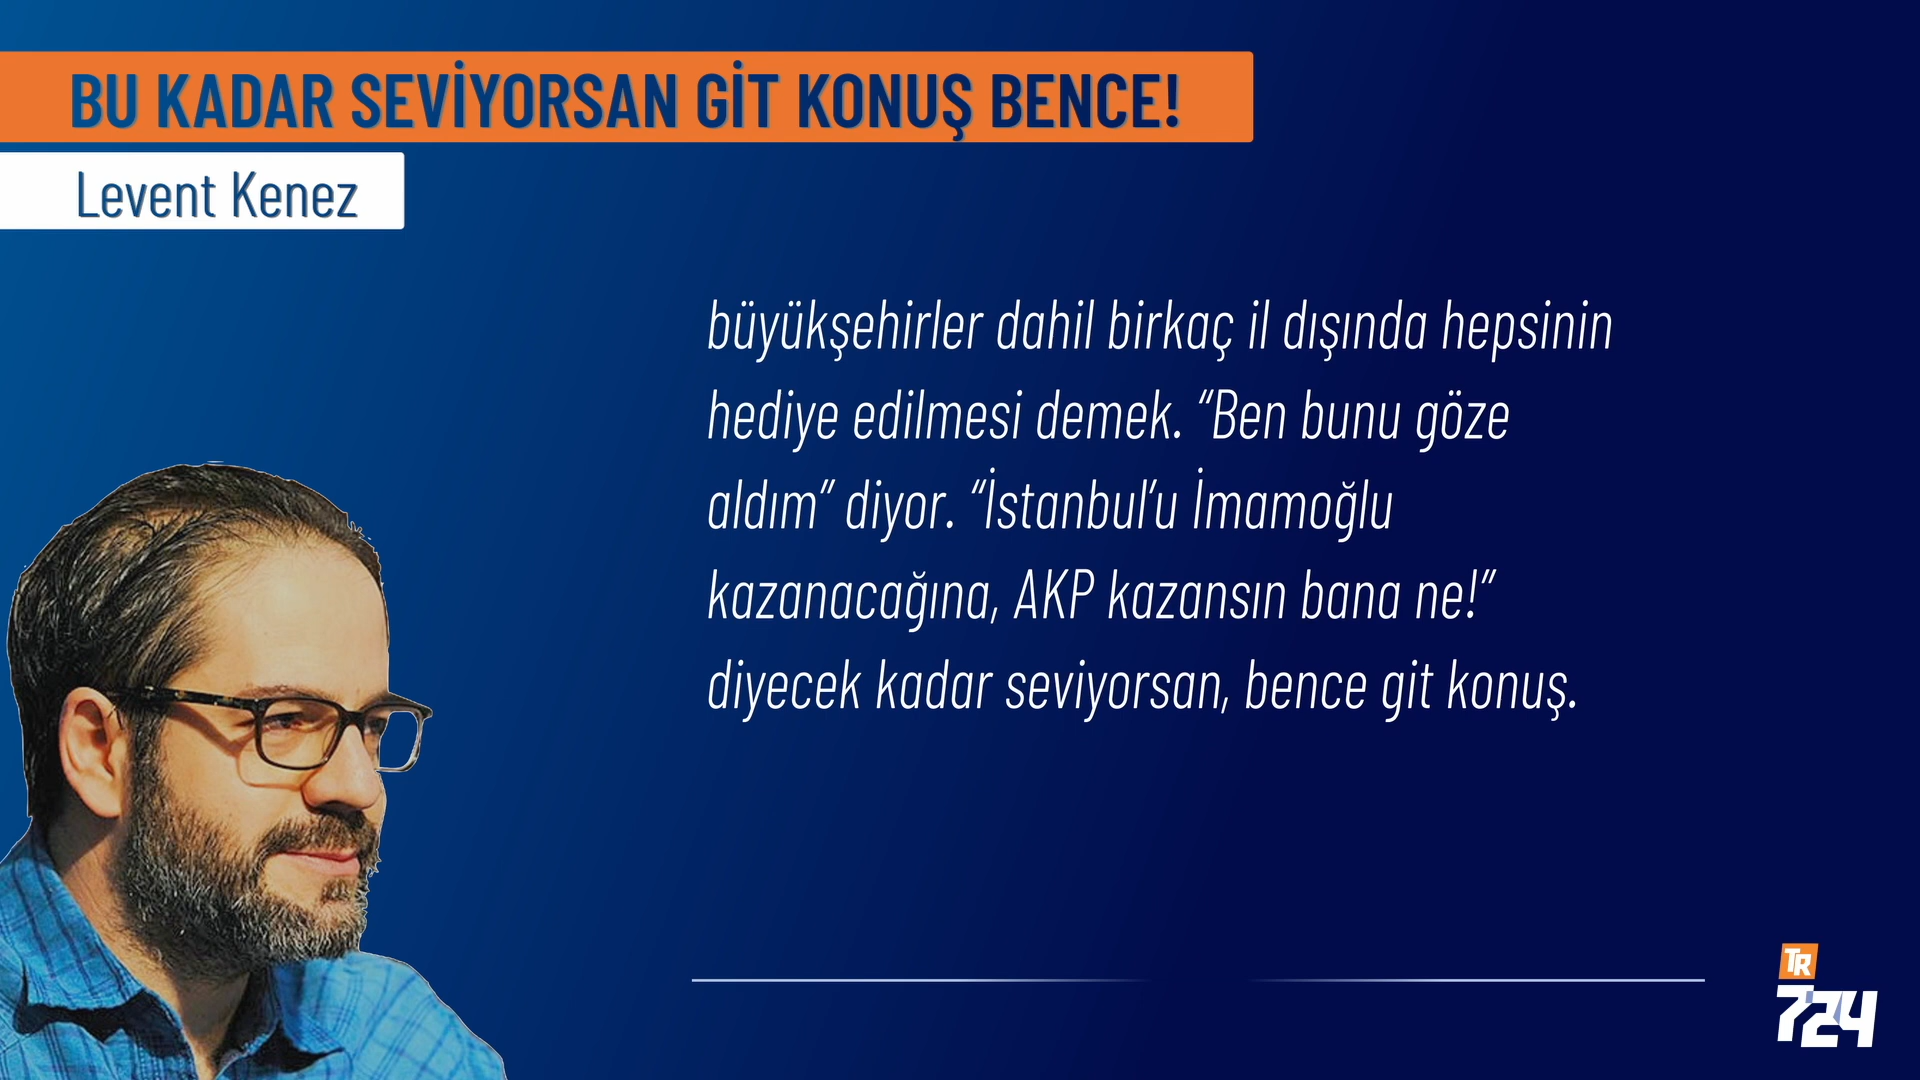 BU KADAR SEVİYORSAN GİT KONUŞ BENCE!
Levent Kenez
büyükşehirler dahil birkaç il dışında hepsinin
hediye edilmesi demek. “Ben bunu göze
aldım” diyor. “İstanbul’u İmamoğlu
kazanacağına, AKP kazansın bana ne!”
diyecek kadar seviyorsan, bence git konuş.
TR
724